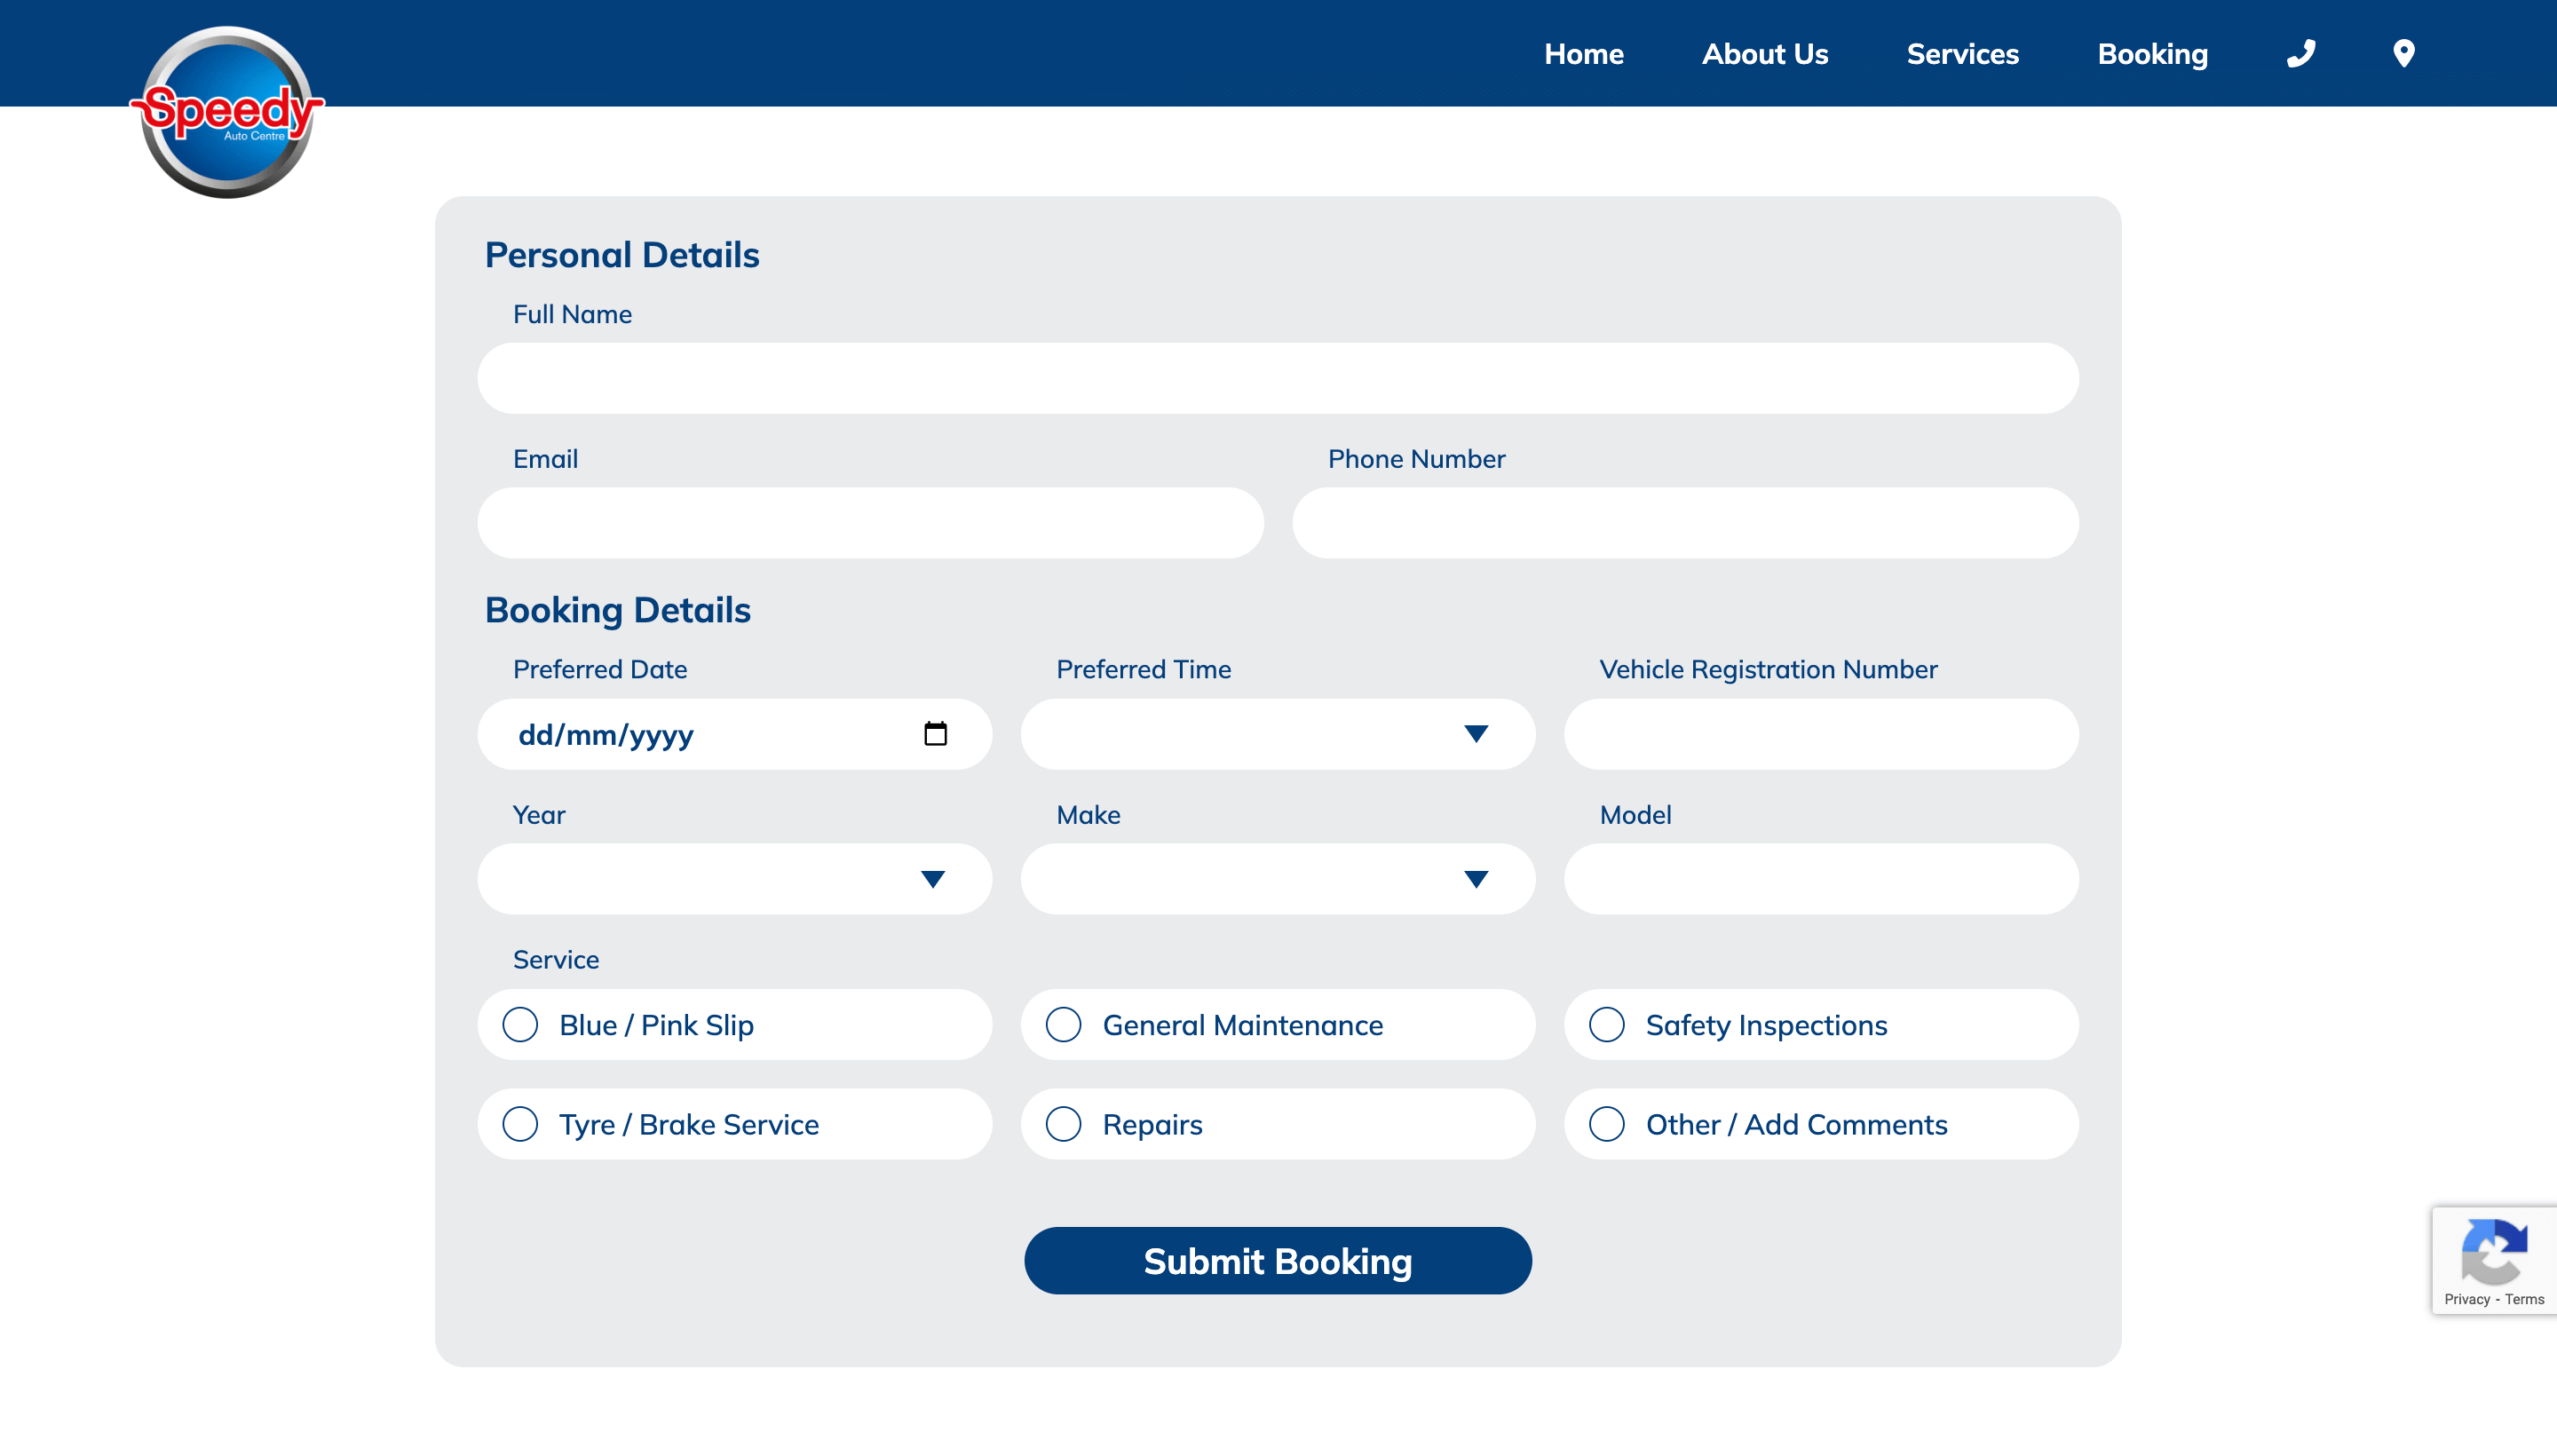 Home About Us Services Booking
Speedy
Auto Centre
Personal Details
Full Name
Email Phone Number
Booking Details
Preferred Date Preferred Time Vehicle Registration Number
dd/mm/yyyy
Year Make Model
Service
Blue / Pink Slip General Maintenance Safety Inspections
Tyre / Brake Service Repairs Other / Add Comments
Submit Booking
Privacy - Terms